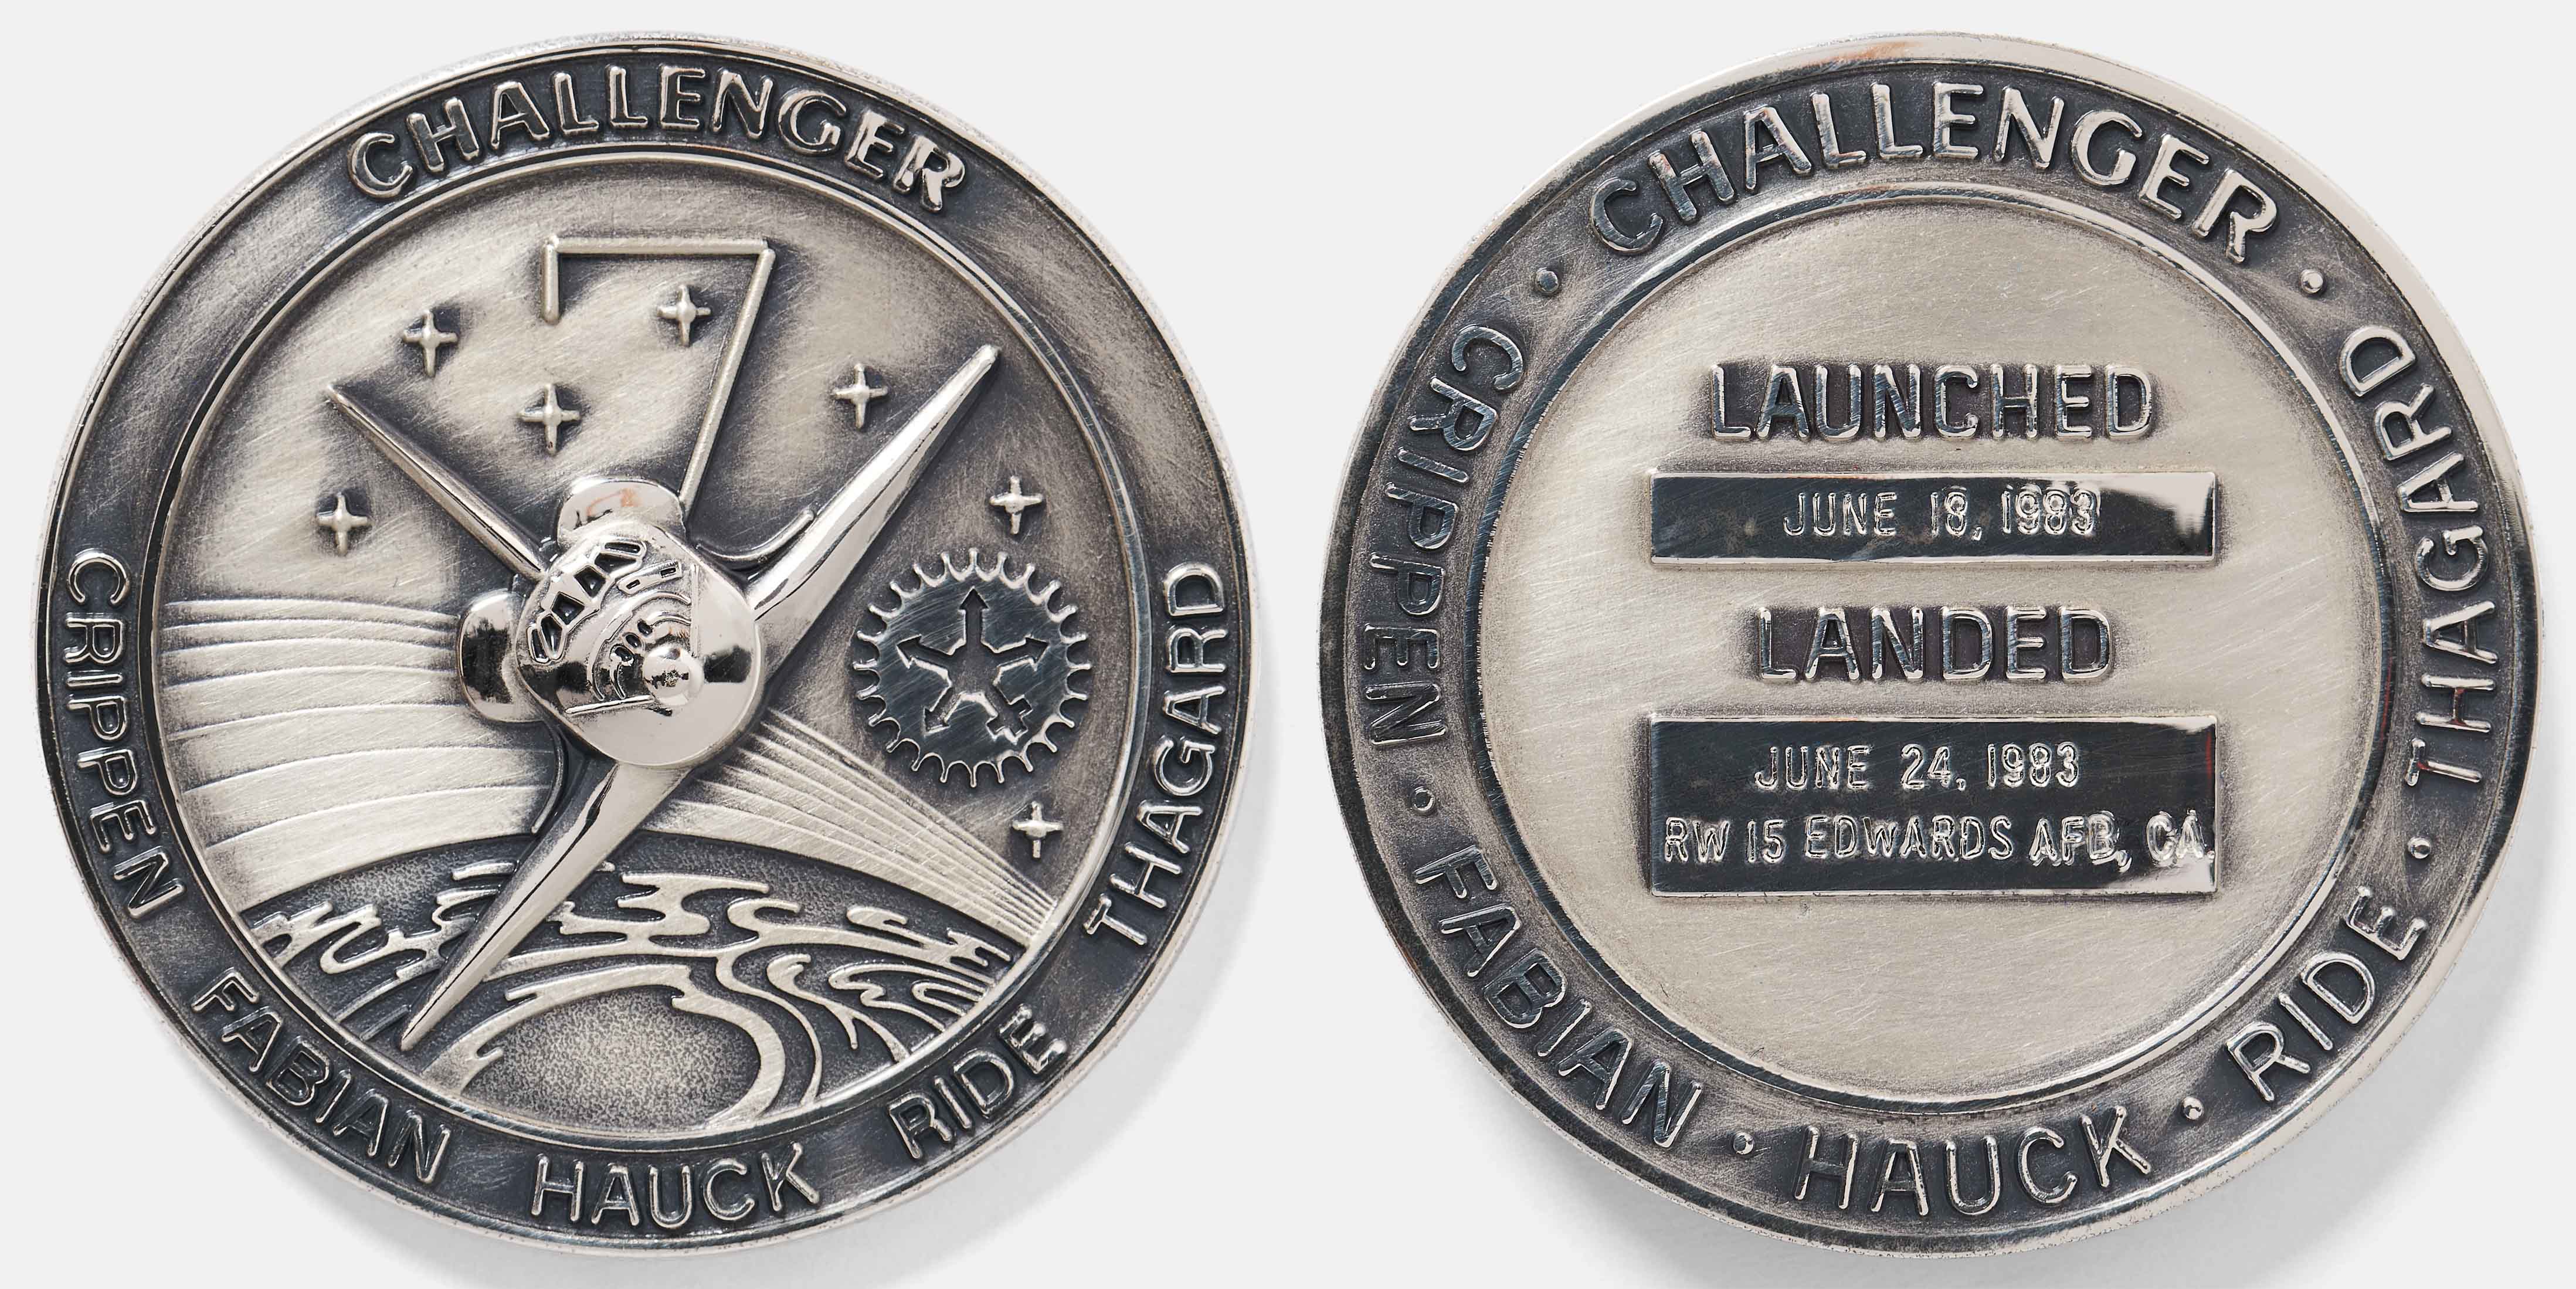 CHALLENGER
7
CRIPPEN FABIAN HAUCK RIDE THAGARD
CHALLENGER
LAUNCHED
JUNE 18, 1983
LANDED
JUNE 24, 1983
RW 15 EDWARDS AFB, CA.
CRIPPEN · FABIAN · HAUCK · RIDE · THAGARD